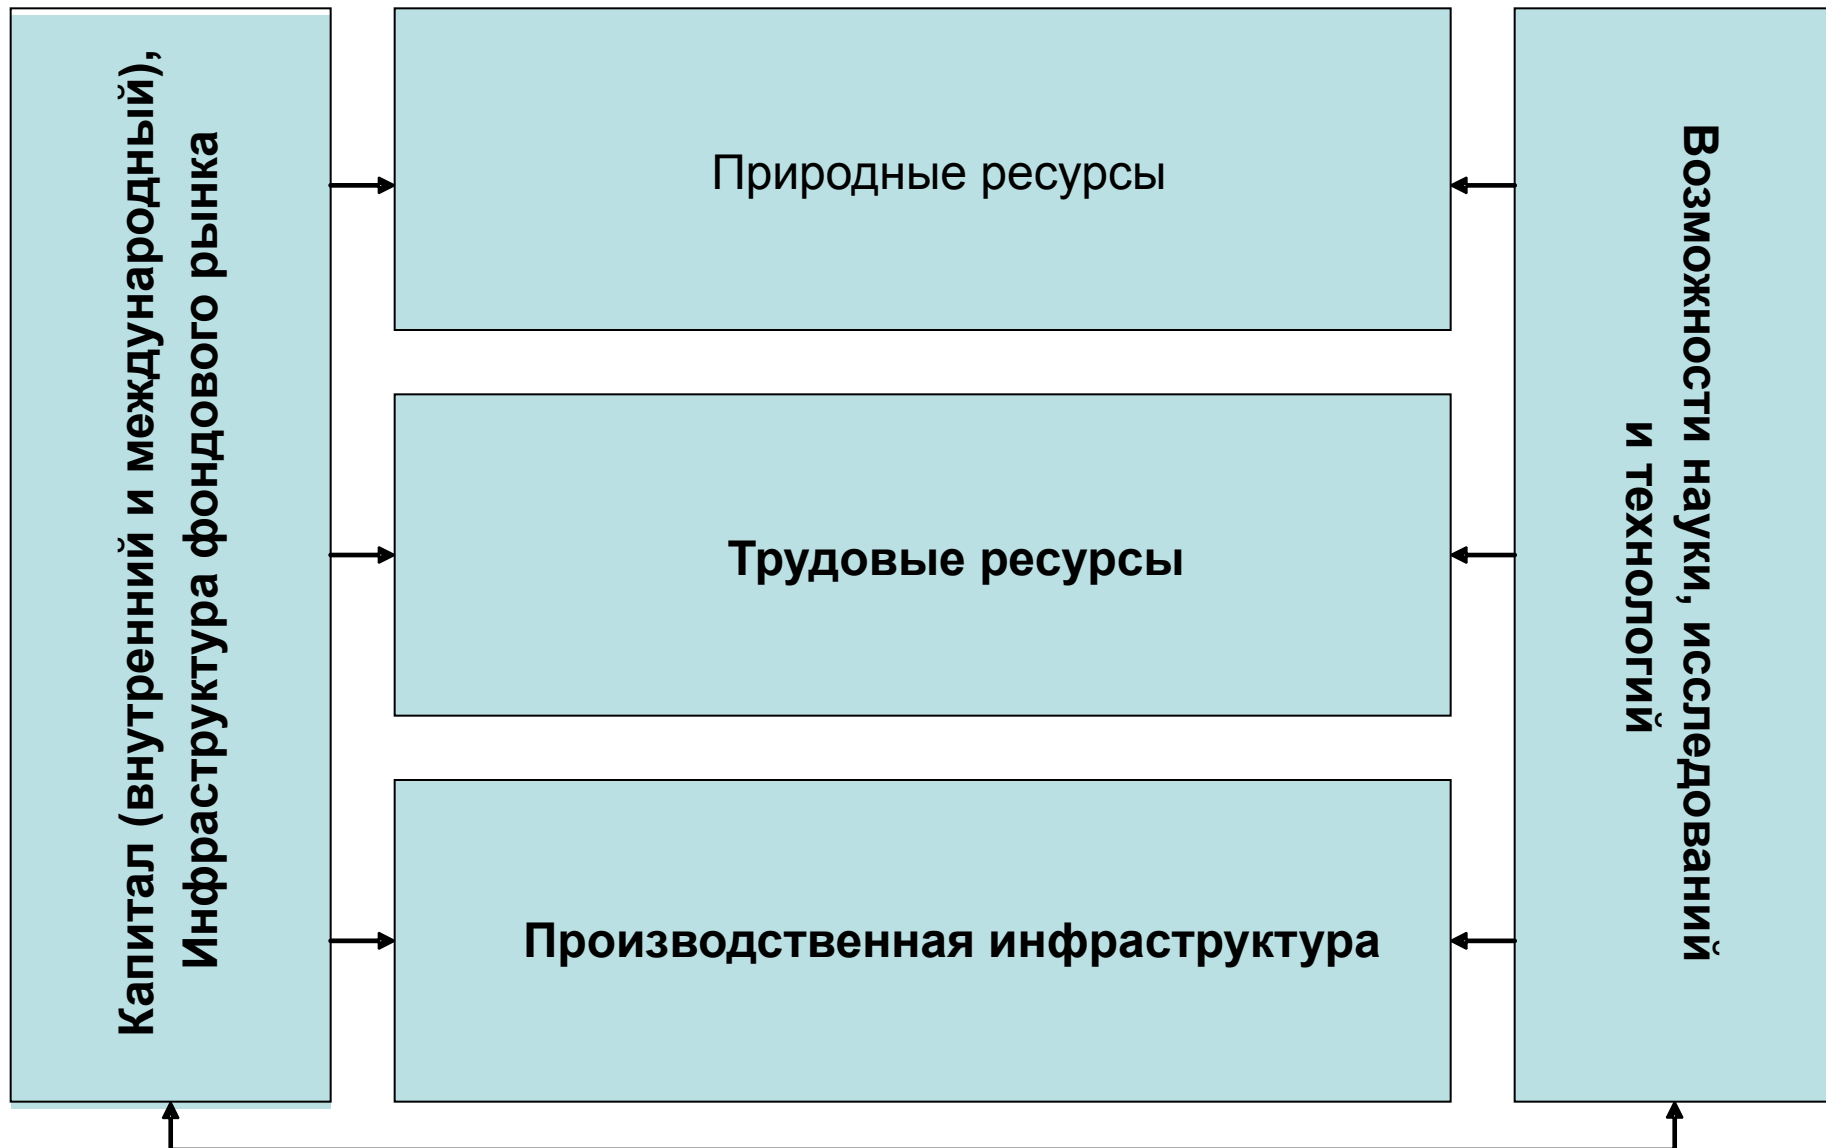 Капитал (внутренний и международный),
Инфраструктура фондового рынка
Природные ресурсы
Трудовые ресурсы
Производственная инфраструктура
Возможности науки, исследований
и технологий